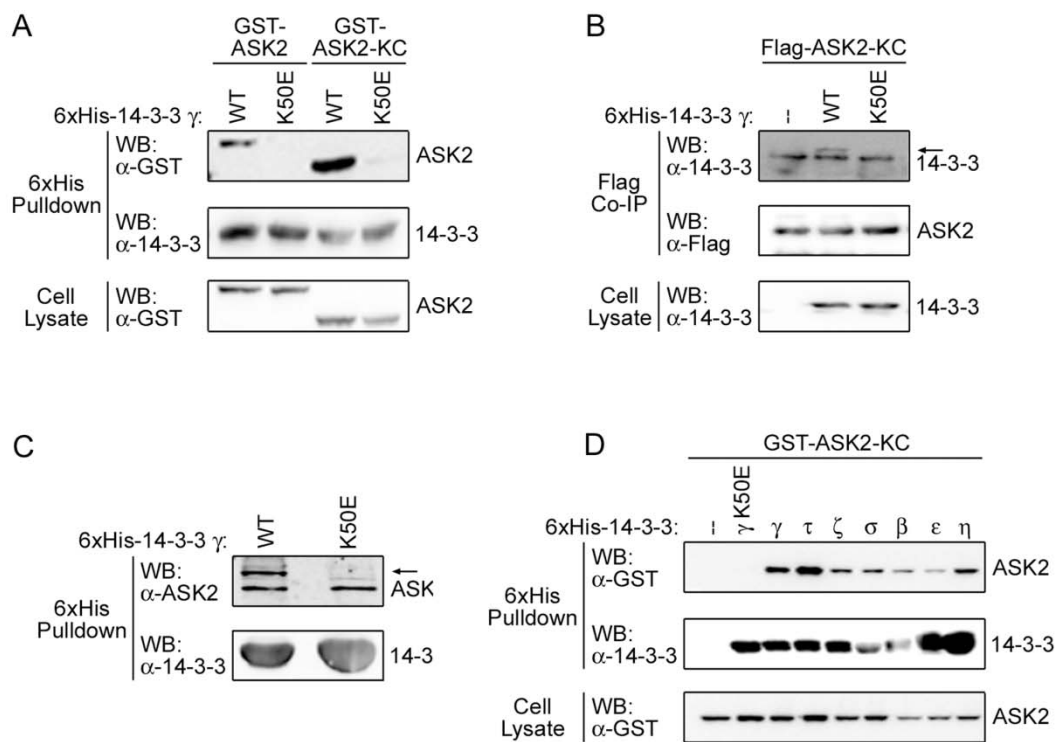 A
GST-
ASK2
GST-
ASK2-KC
6xHis-14-3-3 γ:
WT
K50E
WT
K50E
6xHis
Pulldown
WB:
α-GST
ASK2
WB:
α-14-3-3
14-3-3
Cell
Lysate
WB:
α-GST
ASK2
B
Flag-ASK2-KC
6xHis-14-3-3 γ:
-
WT
K50E
Flag
Co-IP
WB:
α-14-3-3
14-3-3
WB:
α-Flag
ASK2
Cell
Lysate
WB:
α-14-3-3
14-3-3
C
6xHis-14-3-3 γ:
WT
K50E
6xHis
Pulldown
WB:
α-ASK2
ASK
WB:
α-14-3-3
14-3
D
GST-ASK2-KC
6xHis-14-3-3:
- γK50E γ τ ζ σ β ε η
6xHis
Pulldown
WB:
α-GST
ASK2
WB:
α-14-3-3
14-3-3
Cell
Lysate
WB:
α-GST
ASK2